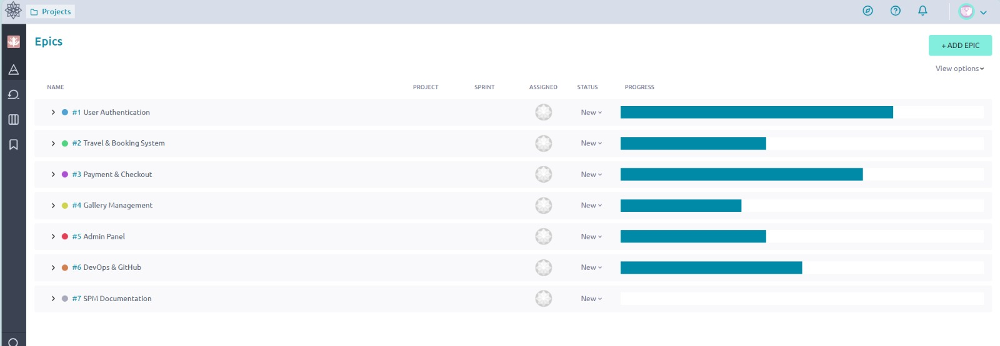 Projects
Epics
+ ADD EPIC
View options
NAME PROJECT SPRINT ASSIGNED STATUS PROGRESS
#1 User Authentication New
#2 Travel & Booking System New
#3 Payment & Checkout New
#4 Gallery Management New
#5 Admin Panel New
#6 DevOps & GitHub New
#7 SPM Documentation New